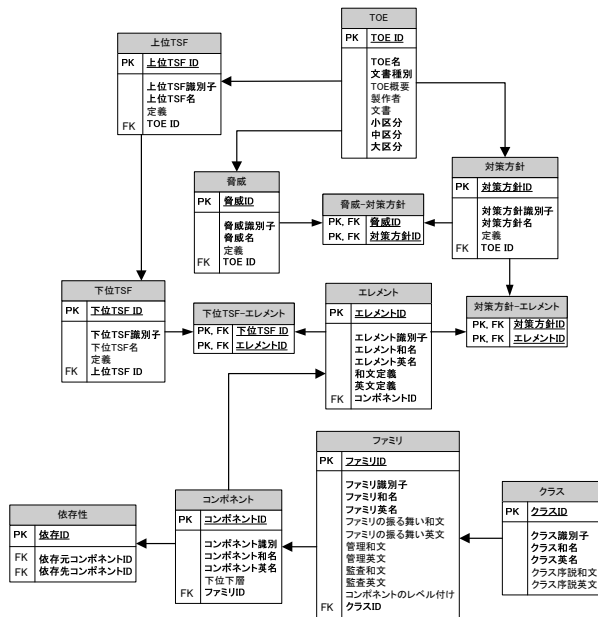 TOE
PK TOE ID
TOE名
文書種別
TOE概要
製作者
文書
小区分
中区分
大区分
上位TSF
PK 上位TSF ID
上位TSF識別子
上位TSF名
定義
FK TOE ID
脅威
PK 脅威ID
脅威識別子
脅威名
定義
FK TOE ID
脅威-対策方針
PK, FK 脅威ID
PK, FK 対策方針ID
対策方針
PK 対策方針ID
対策方針識別子
対策方針名
定義
FK TOE ID
下位TSF
PK 下位TSF ID
下位TSF識別子
下位TSF名
定義
FK 上位TSF ID
下位TSF-エレメント
PK, FK 下位TSF ID
PK, FK エレメントID
エレメント
PK エレメントID
エレメント識別子
エレメント和名
エレメント英名
和文定義
英文定義
FK コンポーネントID
対策方針-エレメント
PK, FK 対策方針ID
PK, FK エレメントID
ファミリ
PK ファミリID
ファミリ識別子
ファミリ和名
ファミリ英名
ファミリの振る舞い和文
ファミリの振る舞い英文
管理和文
管理英文
監査和文
監査英文
コンポーネントのレベル付け
FK クラスID
クラス
PK クラスID
クラス識別子
クラス和名
クラス英名
クラス序説和文
クラス序説英文
コンポーネント
PK コンポーネントID
コンポーネント識別
コンポーネント和名
コンポーネント英名
下位下層
FK ファミリID
依存性
PK 依存ID
FK 依存元コンポーネントID
FK 依存先コンポーネントID